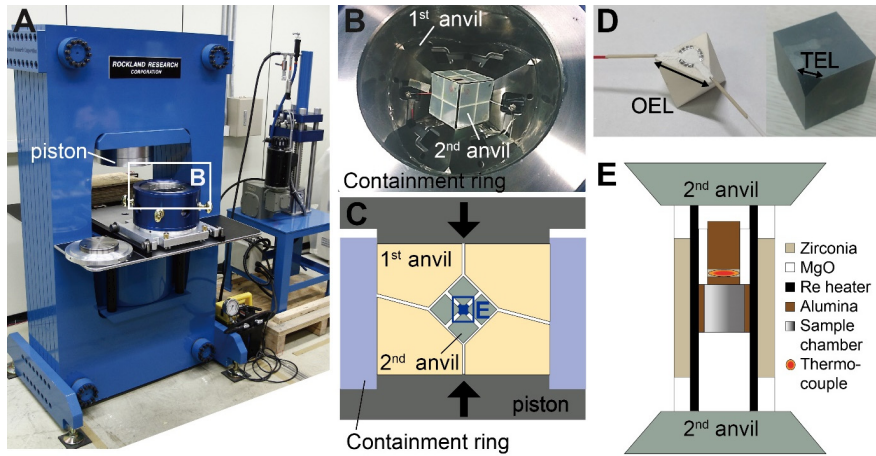 A
ROCKLAND RESEARCH
CORPORATION
piston
B
B
1st anvil
2nd anvil
Containment ring
C
1st anvil
E
2nd anvil
piston
Containment ring
D
OEL
TEL
E
2nd anvil
Zirconia
MgO
Re heater
Alumina
Sample
chamber
Thermo-
couple
2nd anvil